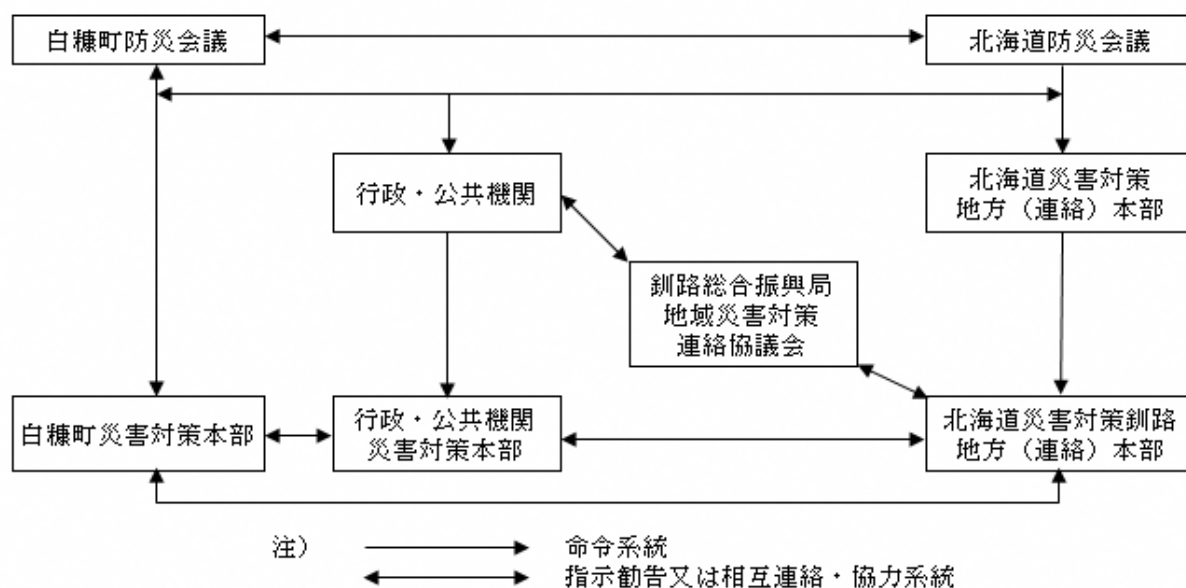 白糠町防災会議
北海道防災会議
行政・公共機関
北海道災害対策
地方（連絡）本部
釧路総合振興局
地域災害対策
連絡協議会
白糠町災害対策本部
行政・公共機関
災害対策本部
北海道災害対策釧路
地方（連絡）本部
注）
命令系統
指示勧告又は相互連絡・協力系統